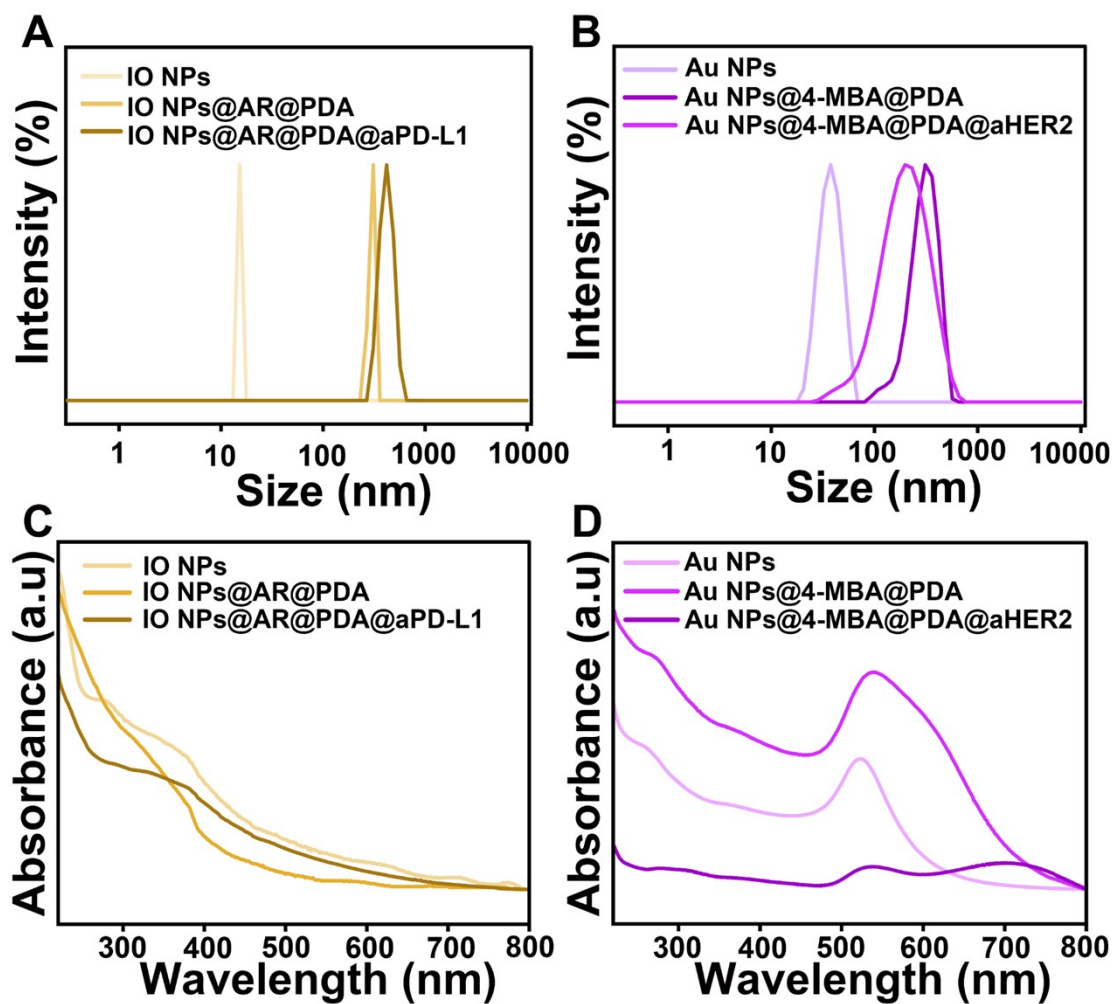 A
IO NPs
IO NPs@AR@PDA
IO NPs@AR@PDA@aPD-L1
Intensity (%)
1 10 100 1000 10000
Size (nm)
B
Au NPs
Au NPs@4-MBA@PDA
Au NPs@4-MBA@PDA@aHER2
Intensity (%)
1 10 100 1000 10000
Size (nm)
C
IO NPs
IO NPs@AR@PDA
IO NPs@AR@PDA@aPD-L1
Absorbance (a.u)
300 400 500 600 700 800
Wavelength (nm)
D
Au NPs
Au NPs@4-MBA@PDA
Au NPs@4-MBA@PDA@aHER2
Absorbance (a.u)
300 400 500 600 700 800
Wavelength (nm)